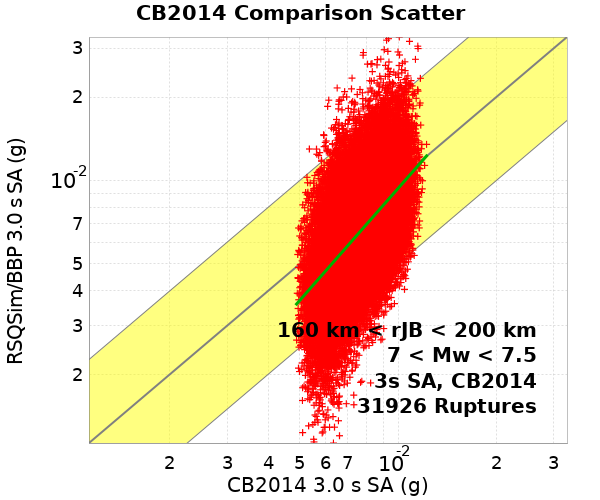 CB2014 Comparison Scatter
RSQSim/BBP 3.0 s SA (g)
3
2
10-2
7
5
4
3
2
160 km < rJB < 200 km
7 < Mw < 7.5
3s SA, CB2014
31926 Ruptures
2 3 4 5 6 7 10-2 2 3
CB2014 3.0 s SA (g)